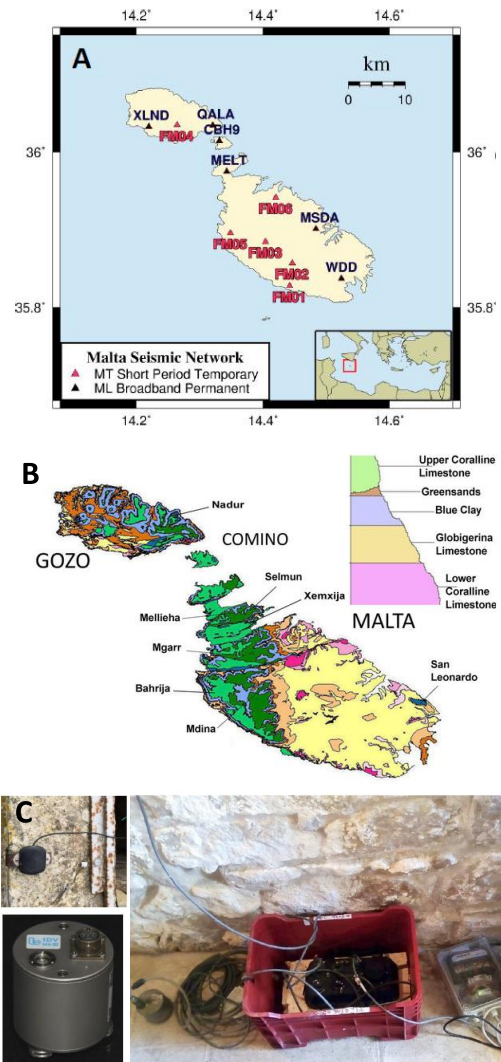 14.2 14.4 14.6
A
km
0 10
XLND
QALA
CBH9
FM04
36°
36°
MELT
FM06
MSDA
FM05
FM03
FM02
WDD
FM01
35.8°
35.8°
Malta Seismic Network
MT Short Period Temporary
ML Broadband Permanent
14.2° 14.4° 14.6°
B
Upper Coralline
Limestone
Greensands
Blue Clay
Globigerina
Limestone
Lower
Coralline
Limestone
Nadur
COMINO
GOZO
Selmun
Xemxija
MALTA
Mellieha
Mgarr
San
Leonardo
Bahrija
Mdina
C